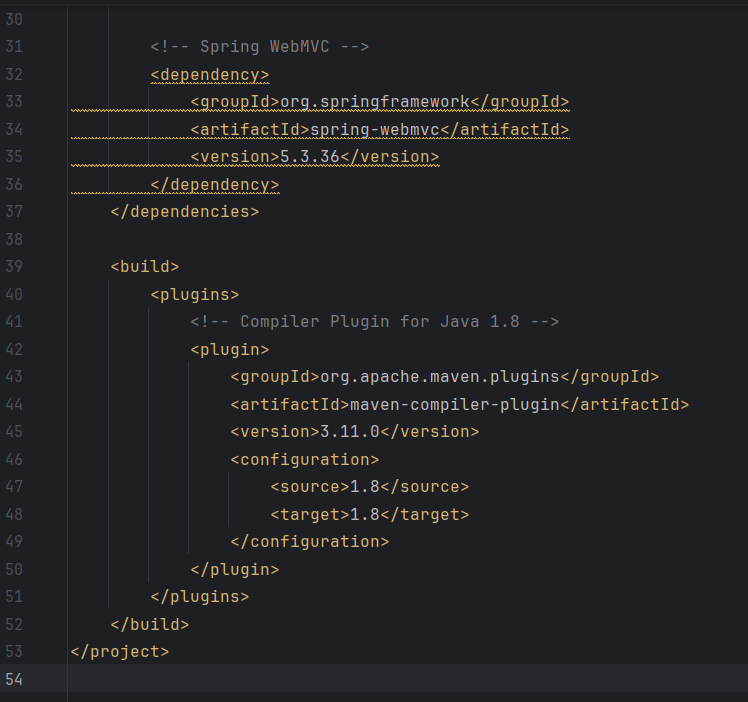 30
31 <!-- Spring WebMVC -->
32 <dependency>
33 <groupId>org.springframework</groupId>
34 <artifactId>spring-webmvc</artifactId>
35 <version>5.3.36</version>
36 </dependency>
37 </dependencies>
38
39 <build>
40 <plugins>
41 <!-- Compiler Plugin for Java 1.8 -->
42 <plugin>
43 <groupId>org.apache.maven.plugins</groupId>
44 <artifactId>maven-compiler-plugin</artifactId>
45 <version>3.11.0</version>
46 <configuration>
47 <source>1.8</source>
48 <target>1.8</target>
49 </configuration>
50 </plugin>
51 </plugins>
52 </build>
53 </project>
54